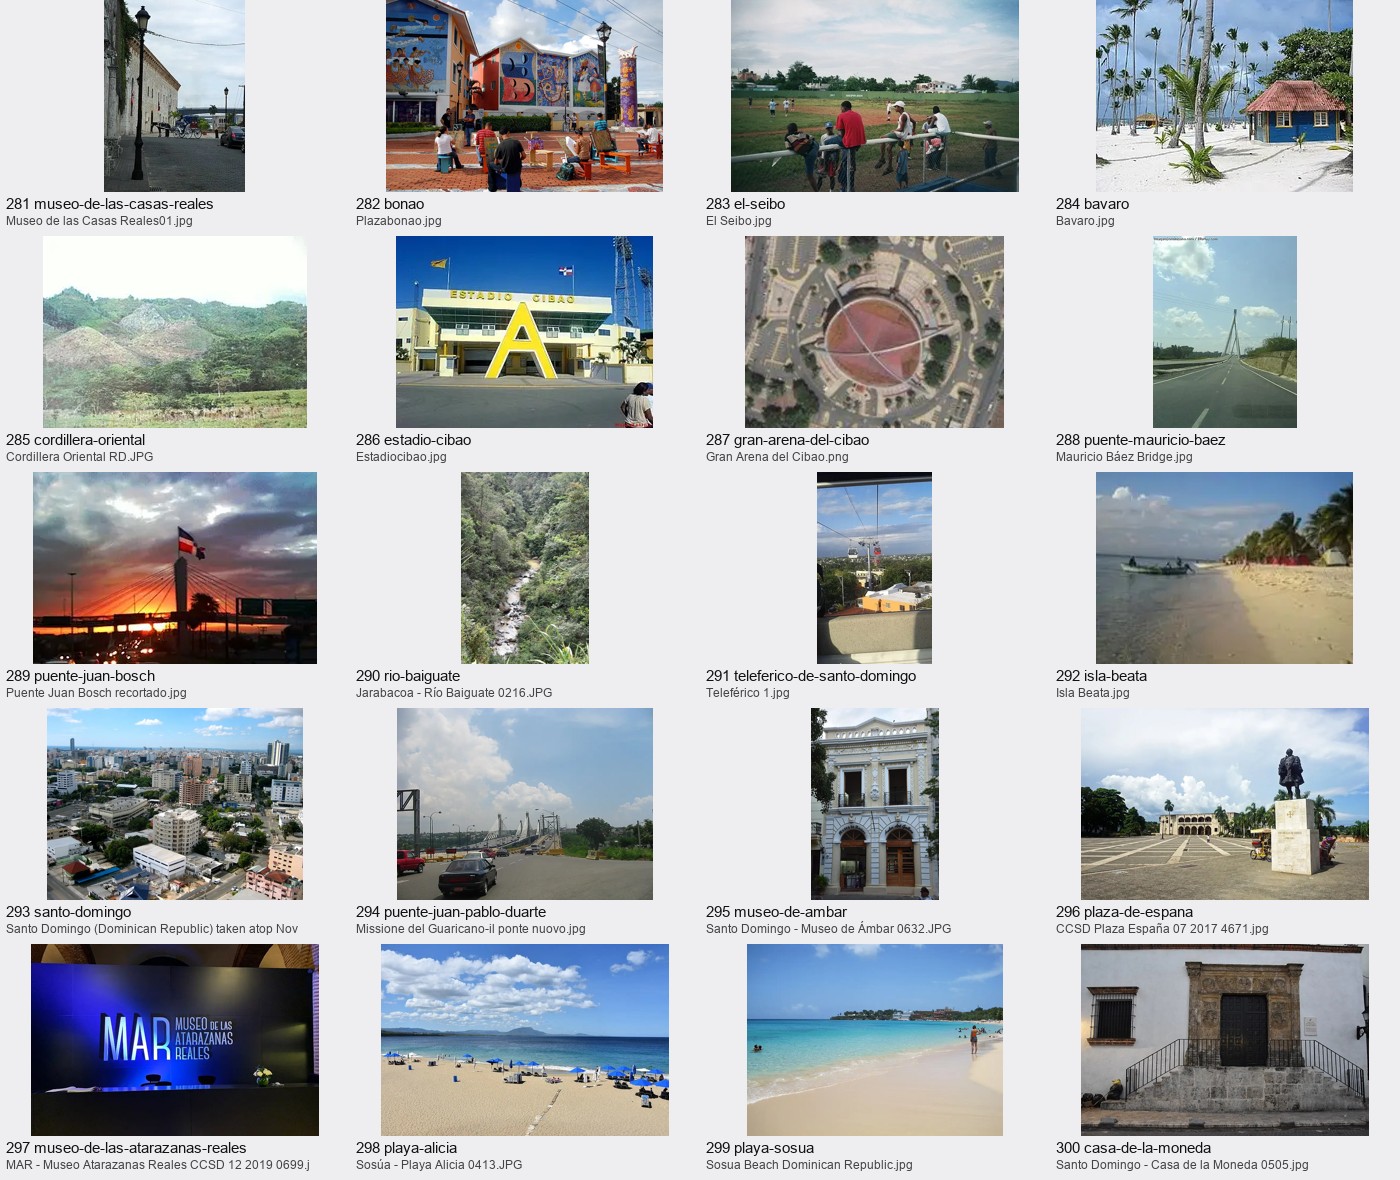 281 museo-de-las-casas-reales
Museo de las Casas Reales01.jpg
282 bonao
Plazabonao.jpg
283 el-seibo
El Seibo.jpg
284 bavaro
Bavaro.jpg
ESTADIO CIBAO
A
285 cordillera-oriental
Cordillera Oriental RD.JPG
286 estadio-cibao
Estadiocibao.jpg
287 gran-arena-del-cibao
Gran Arena del Cibao.png
288 puente-mauricio-baez
Mauricio Báez Bridge.jpg
289 puente-juan-bosch
Puente Juan Bosch recortado.jpg
290 rio-baiguate
Jarabacoa - Río Baiguate 0216.JPG
291 teleferico-de-santo-domingo
Teleférico 1.jpg
292 isla-beata
Isla Beata.jpg
293 santo-domingo
Santo Domingo (Dominican Republic) taken atop Nov
294 puente-juan-pablo-duarte
Missione del Guaricano-il ponte nuovo.jpg
295 museo-de-ambar
Santo Domingo - Museo de Ámbar 0632.JPG
296 plaza-de-espana
CCSD Plaza España 07 2017 4671.jpg
MAR
MUSEO DE LAS
ATARAZANAS
REALES
297 museo-de-las-atarazanas-reales
MAR - Museo Atarazanas Reales CCSD 12 2019 0699.j
298 playa-alicia
Sosúa - Playa Alicia 0413.JPG
299 playa-sosua
Sosua Beach Dominican Republic.jpg
300 casa-de-la-moneda
Santo Domingo - Casa de la Moneda 0505.jpg